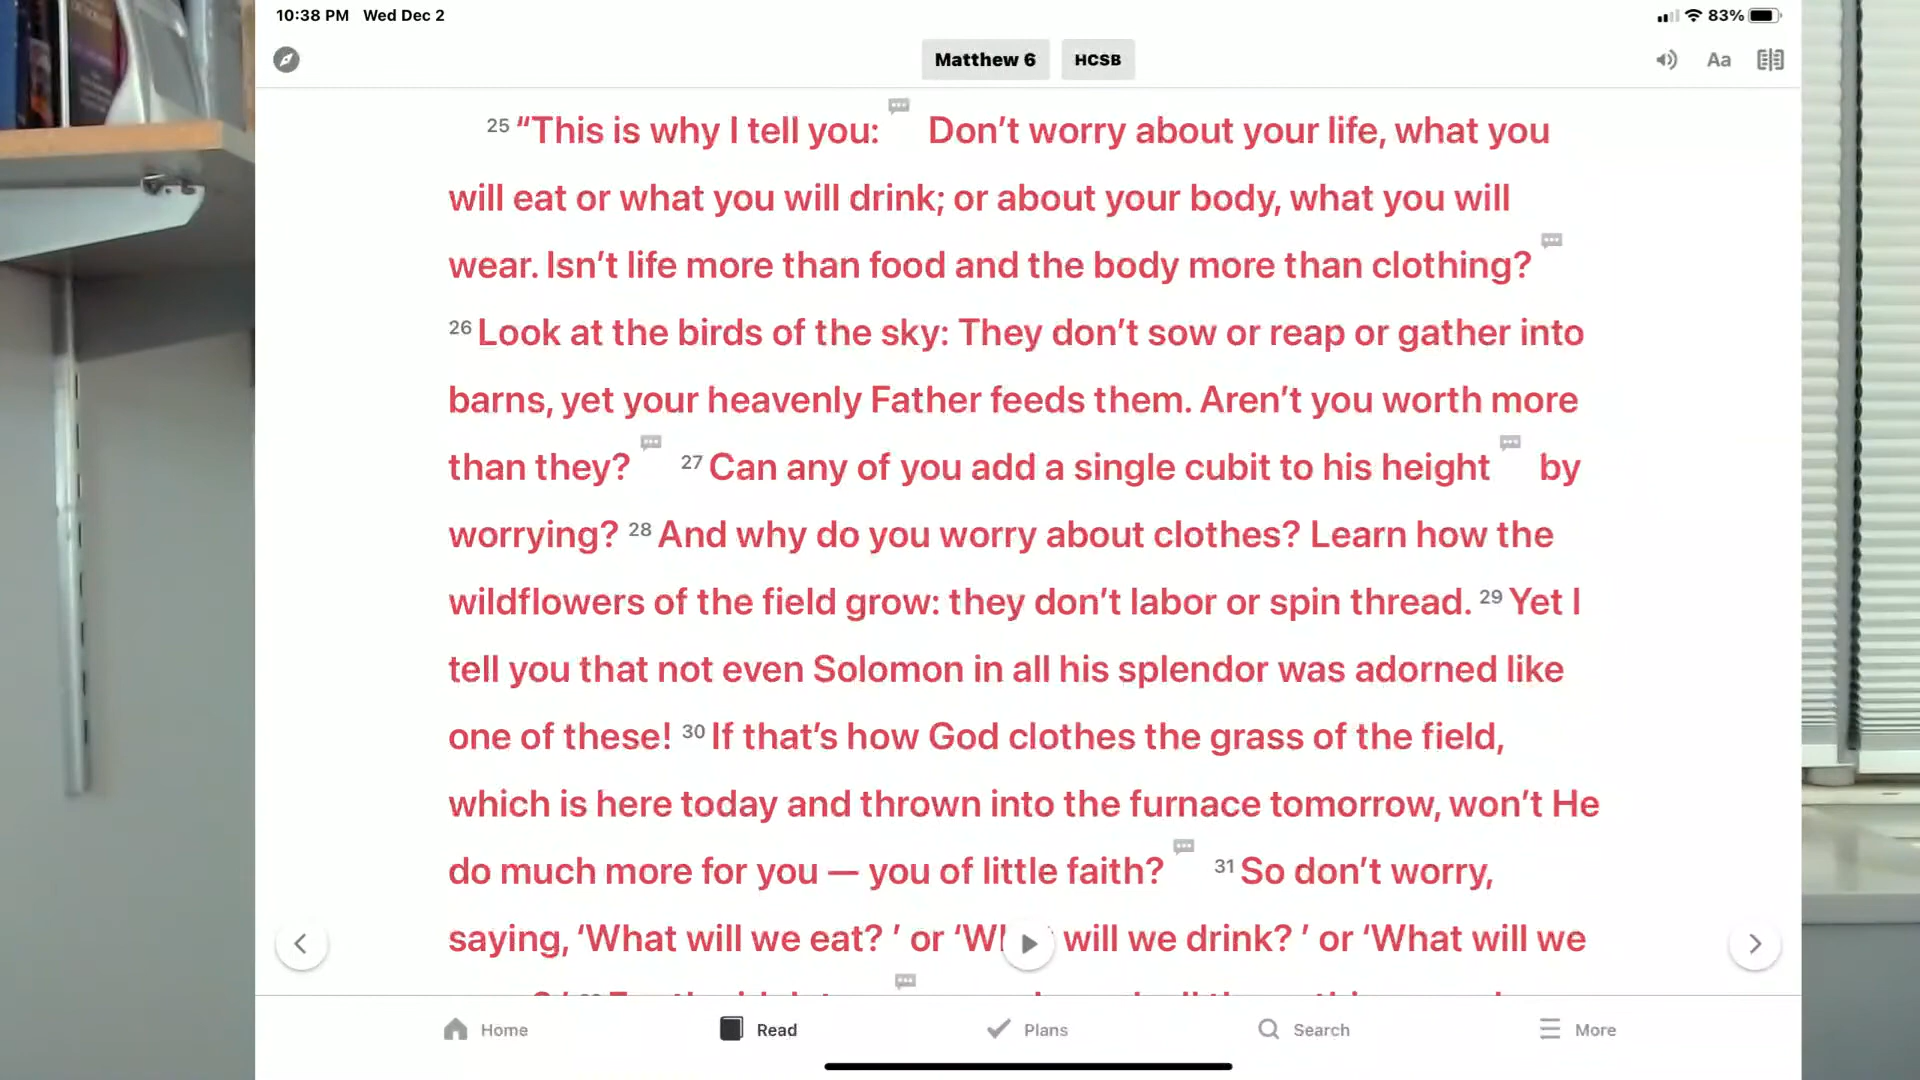 10:38 PM Wed Dec 2
83%
Matthew 6 HCSB
Aa
25 “This is why I tell you: Don’t worry about your life, what you
will eat or what you will drink; or about your body, what you will
wear. Isn’t life more than food and the body more than clothing?
26 Look at the birds of the sky: They don’t sow or reap or gather into
barns, yet your heavenly Father feeds them. Aren’t you worth more
than they? 27 Can any of you add a single cubit to his height by
worrying? 28 And why do you worry about clothes? Learn how the
wildflowers of the field grow: they don’t labor or spin thread. 29 Yet I
tell you that not even Solomon in all his splendor was adorned like
one of these! 30 If that’s how God clothes the grass of the field,
which is here today and thrown into the furnace tomorrow, won’t He
do much more for you — you of little faith? 31 So don’t worry,
saying, ‘What will we eat? ’ or ‘ will we drink? ’ or ‘What will we
Home Read Plans Search More